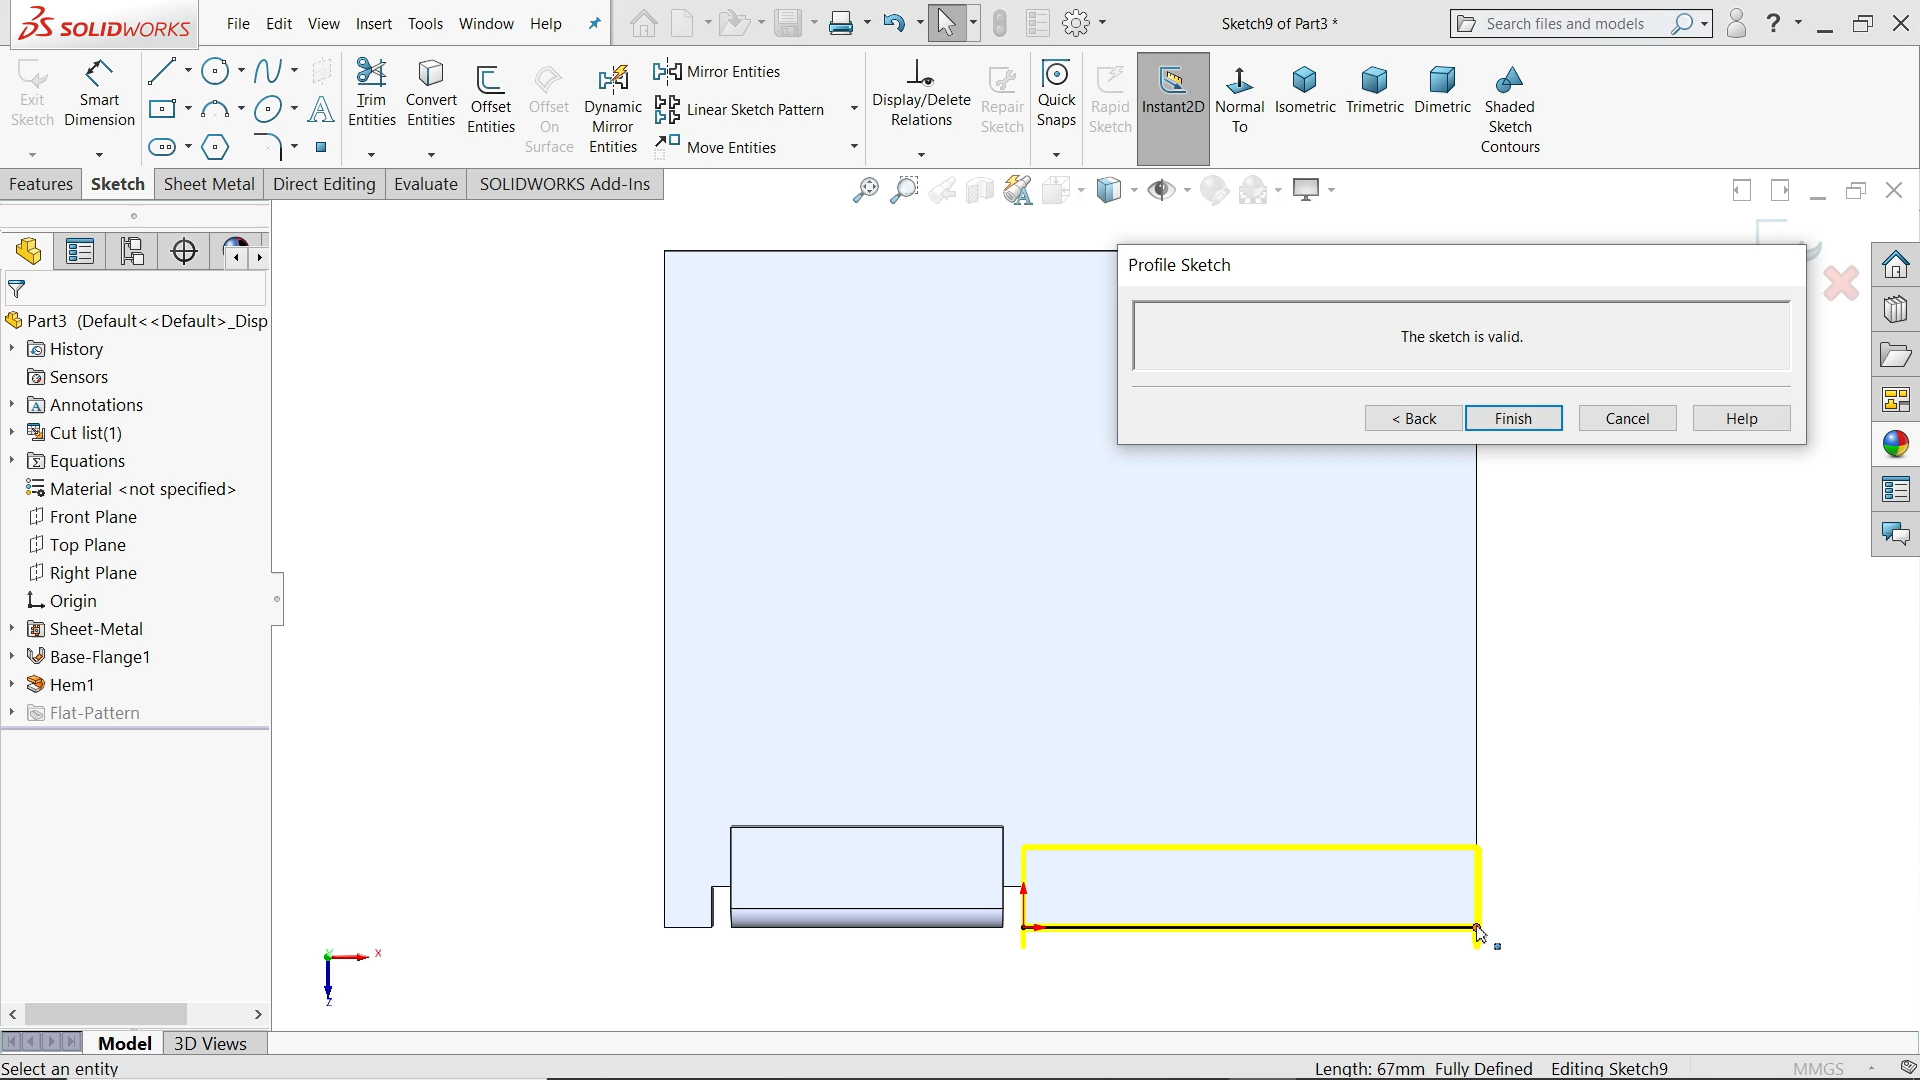 SOLIDWORKS
File Edit View Insert Tools Window Help
Sketch9 of Part3 *
Search files and models
?
Exit Sketch
Smart Dimension
Trim Entities
Convert Entities
Offset Entities
Offset On Surface
Dynamic Mirror Entities
Mirror Entities
Linear Sketch Pattern
Move Entities
Display/Delete Relations
Repair Sketch
Quick Snaps
Rapid Sketch
Instant2D
Normal To
Isometric
Trimetric
Dimetric
Shaded Sketch Contours
Features Sketch Sheet Metal Direct Editing Evaluate SOLIDWORKS Add-Ins
Profile Sketch
The sketch is valid.
< Back Finish Cancel Help
Part3 (Default<<Default>_Disp
History
Sensors
Annotations
Cut list(1)
Equations
Material <not specified>
Front Plane
Top Plane
Right Plane
Origin
Sheet-Metal
Base-Flange1
Hem1
Flat-Pattern
Y
X
Z
Model 3D Views
Select an entity
Length: 67mm Fully Defined Editing Sketch9 MMGS